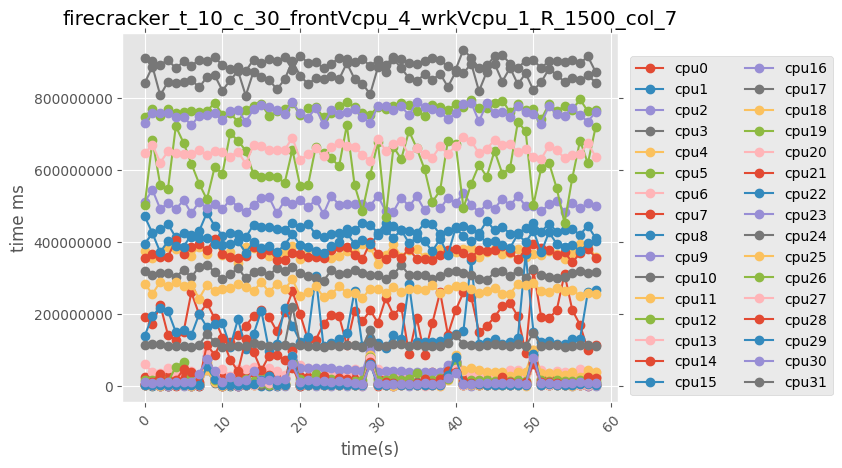 firecracker_t_10_c_30_frontVcpu_4_wrkVcpu_1_R_1500_col_7
800000000
600000000
400000000
200000000
0
time ms
0
10
20
30
40
50
60
time(s)
cpu0
cpu1
cpu2
cpu3
cpu4
cpu5
cpu6
cpu7
cpu8
cpu9
cpu10
cpu11
cpu12
cpu13
cpu14
cpu15
cpu16
cpu17
cpu18
cpu19
cpu20
cpu21
cpu22
cpu23
cpu24
cpu25
cpu26
cpu27
cpu28
cpu29
cpu30
cpu31